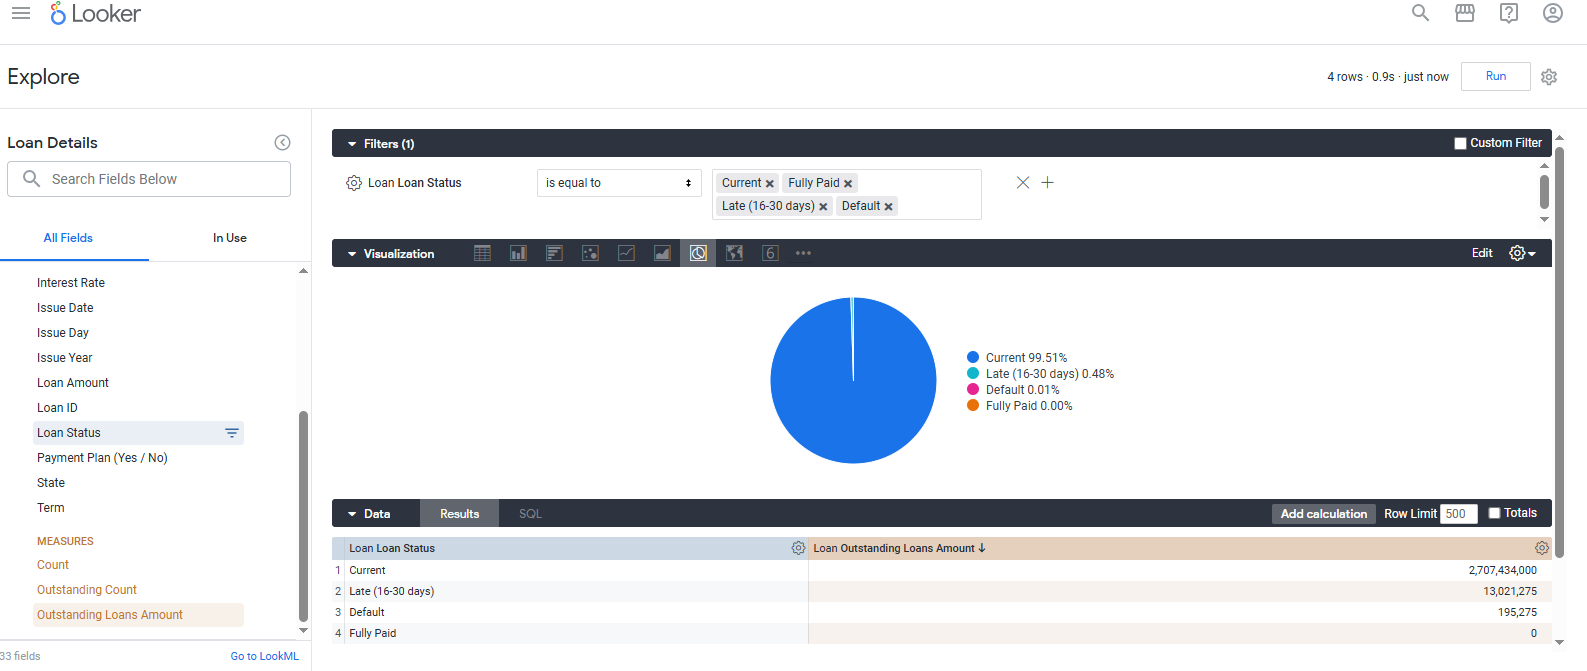 Looker
Explore
4 rows · 0.9s · just now
Run
Loan Details
Search Fields Below
All Fields
In Use
Interest Rate
Issue Date
Issue Day
Issue Year
Loan Amount
Loan ID
Loan Status
Payment Plan (Yes / No)
State
Term
MEASURES
Count
Outstanding Count
Outstanding Loans Amount
33 fields
Go to LookML
Filters (1)
Custom Filter
Loan Loan Status
is equal to
Current
Fully Paid
Late (16-30 days)
Default
Visualization
6
Edit
Current 99.51%
Late (16-30 days) 0.48%
Default 0.01%
Fully Paid 0.00%
Data
Results
SQL
Add calculation
Row Limit 500
Totals
Loan Loan Status Loan Outstanding Loans Amount ↓
1 Current 2,707,434,000
2 Late (16-30 days) 13,021,275
3 Default 195,275
4 Fully Paid 0